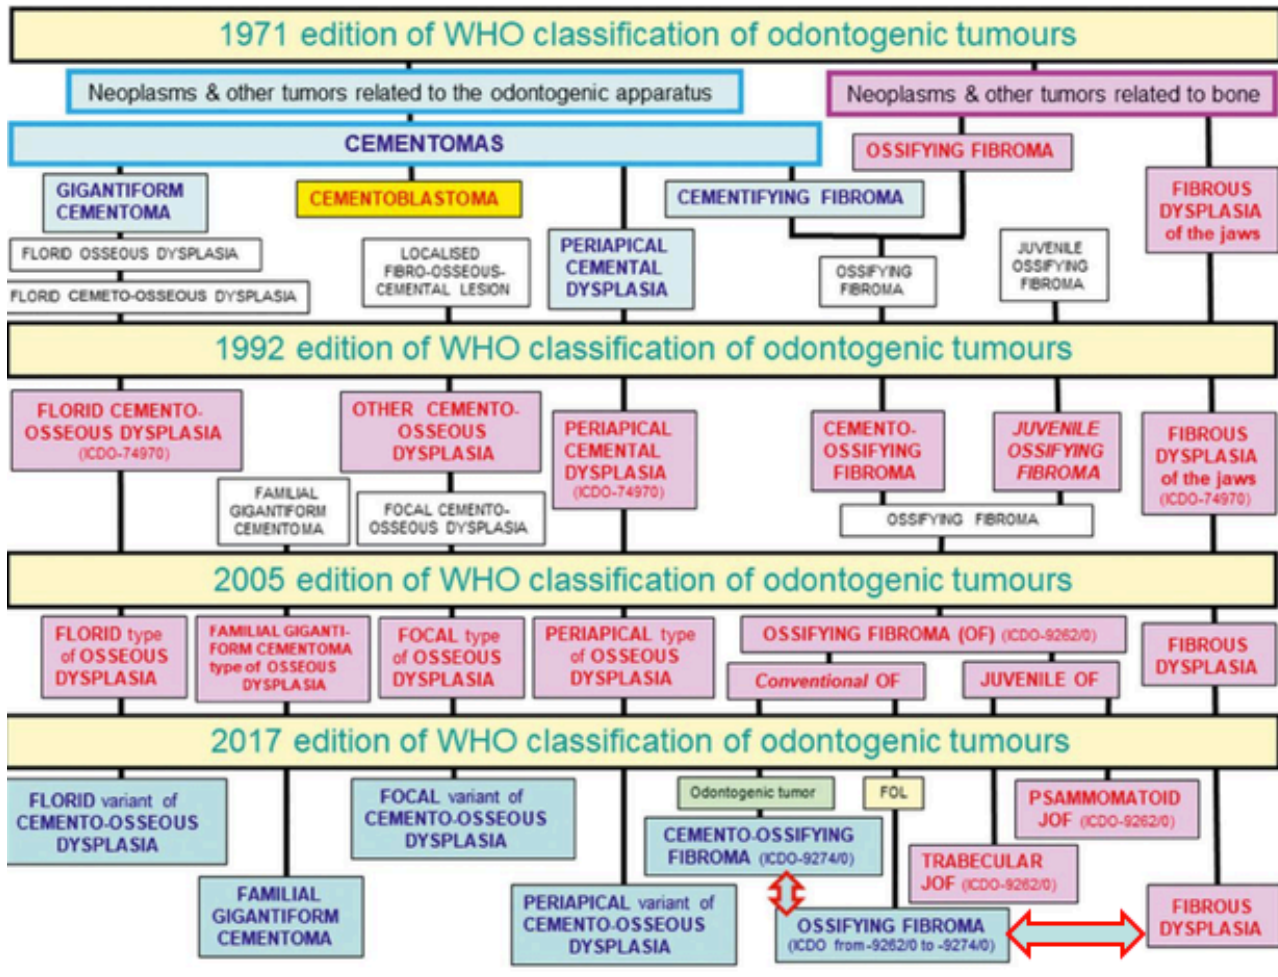 1971 edition of WHO classification of odontogenic tumours
Neoplasms & other tumors related to the odontogenic apparatus
Neoplasms & other tumors related to bone
CEMENTOMAS
OSSIFYING FIBROMA
GIGANTIFORM
CEMENTOMA
CEMENTOBLASTOMA
CEMENTIFYING FIBROMA
FIBROUS
DYSPLASIA
of the jaws
FLORID OSSEOUS DYSPLASIA
LOCALISED
FIBRO-OSSEOUS-
CEMENTAL LESION
PERIAPICAL
CEMENTAL
DYSPLASIA
OSSIFYING
FIBROMA
JUVENILE
OSSIFYING
FIBROMA
FLORID CEMETO-OSSEOUS DYSPLASIA
1992 edition of WHO classification of odontogenic tumours
FLORID CEMENTO-
OSSEOUS DYSPLASIA
(ICDO-74970)
OTHER CEMENTO-
OSSEOUS
DYSPLASIA
PERIAPICAL
CEMENTAL
DYSPLASIA
(ICDO-74970)
CEMENTO-
OSSIFYING
FIBROMA
JUVENILE
OSSIFYING
FIBROMA
FIBROUS
DYSPLASIA
of the jaws
(ICDO-74970)
FAMILIAL
GIGANTIFORM
CEMENTOMA
FOCAL CEMENTO-
OSSEOUS DYSPLASIA
OSSIFYING FIBROMA
2005 edition of WHO classification of odontogenic tumours
FLORID type
of OSSEOUS
DYSPLASIA
FAMILIAL GIGANTI-
FORM CEMENTOMA
type of OSSEOUS
DYSPLASIA
FOCAL type
of OSSEOUS
DYSPLASIA
PERIAPICAL type
of OSSEOUS
DYSPLASIA
OSSIFYING FIBROMA (OF) (ICDO-9262/0)
Conventional OF
JUVENILE OF
FIBROUS
DYSPLASIA
2017 edition of WHO classification of odontogenic tumours
FLORID variant of
CEMENTO-OSSEOUS
DYSPLASIA
FOCAL variant of
CEMENTO-OSSEOUS
DYSPLASIA
Odontogenic tumor
FOL
PSAMMOMATOID
JOF (ICDO-9262/0)
CEMENTO-OSSIFYING
FIBROMA (ICDO-9274/0)
TRABECULAR
JOF (ICDO-9262/0)
FAMILIAL
GIGANTIFORM
CEMENTOMA
PERIAPICAL variant of
CEMENTO-OSSEOUS
DYSPLASIA
OSSIFYING FIBROMA
(ICDO from -9262/0 to -9274/0)
FIBROUS
DYSPLASIA